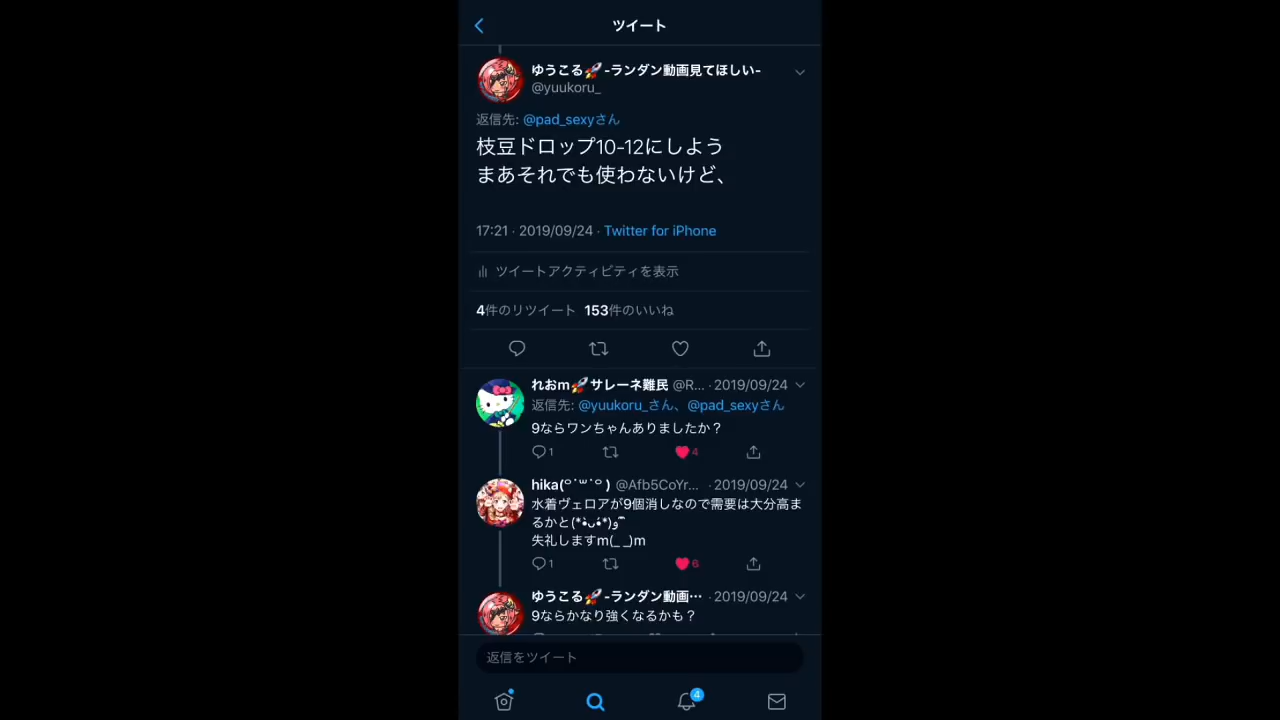 ツイート
ゆうこる🚀-ランダン動画見てほしい-
@yuukoru_
返信先: @pad_sexyさん
枝豆ドロップ10-12にしよう
まあそれでも使わないけど、
17:21 · 2019/09/24 · Twitter for iPhone
ツイートアクティビティを表示
4件のリツイート 153件のいいね
れおm🚀サレーネ難民 @R... · 2019/09/24
返信先: @yuukoru_さん、@pad_sexyさん
9ならワンちゃんありましたか？
1 4
hika(º˙ꈊ˙º ) @Afb5CoYr... · 2019/09/24
水着ヴェロアが9個消しなので需要は大分高ま
るかと(*•̀ᴗ•́*)و ̑̑
失礼しますm(_ _)m
1 6
ゆうこる🚀-ランダン動画… · 2019/09/24
9ならかなり強くなるかも？
返信をツイート
4